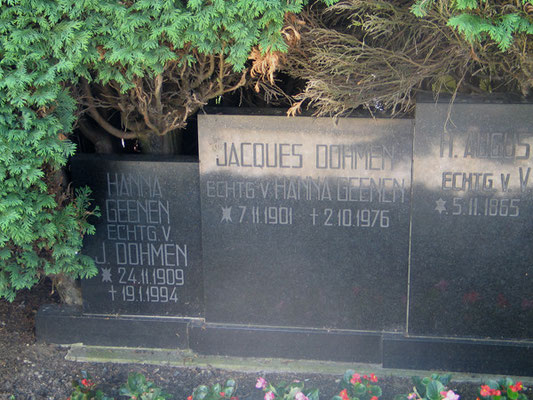 HANNA
GEENEN
ECHTG V.
J. DOHMEN
* 24.11.1909
† 19.1.1994
JACQUES DOHMEN
ECHTG V. HANNA GEENEN
* 7.11.1901 † 2.10.1976
H. AUGUS
ECHTG V. V
* 5.11.1865